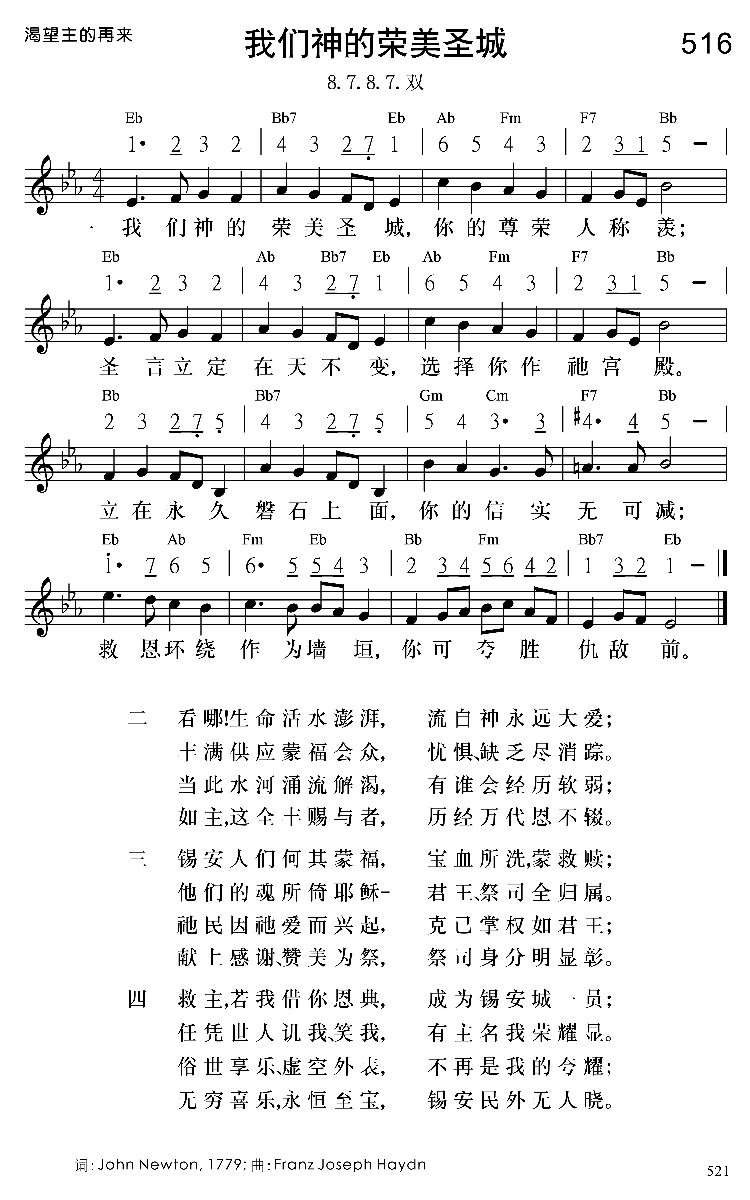 渴望主的再来
我们神的荣美圣城 516
8.7.8.7.双
Eb Bb7 Eb Ab Fm F7 Bb
1· 2 3 2 | 4 3 2 7 1 | 6 5 4 3 | 2 3 1 5 – |
4/4
我们神的荣美圣城,你的尊荣人称羡;
Eb Ab Bb7 Eb Ab Fm F7 Bb
1· 2 3 2 | 4 3 2 7 1 | 6 5 4 3 | 2 3 1 5 – |
圣言立定在天不变,选择你作祂宫殿。
Bb Bb7 Gm Cm F7 Bb
2 3 2 7 5 | 4 3 2 7 5 | 5 4 3· 3 | #4· 4 5 – |
立在永久磐石上面,你的信实无可减;
Eb Ab Fm Eb Bb Fm Bb7 Eb
1· 7 6 5 | 6· 5 5 4 3 | 2 3 4 5 6 4 2 | 1 3 2 1 – ||
救恩环绕作为墙垣,你可夸胜仇敌前。
二 看哪!生命活水澎湃, 流自神永远大爱;
丰满供应蒙福会众, 忧惧、缺乏尽消踪。
当此水河涌流解渴, 有谁会经历软弱;
如主,这全丰赐与者, 历经万代恩不辍。
三 锡安人们何其蒙福, 宝血所洗,蒙救赎;
他们的魂所倚耶稣– 君王、祭司全归属。
祂民因祂爱而兴起, 克己掌权如君王;
献上感谢、赞美为祭, 祭司身分明显彰。
四 救主,若我借你恩典, 成为锡安城一员;
任凭世人讥我、笑我, 有主名我荣耀显。
俗世享乐、虚空外表, 不再是我的夸耀;
无穷喜乐,永恒至宝, 锡安民外无人晓。
词: John Newton, 1779; 曲: Franz Joseph Haydn
521